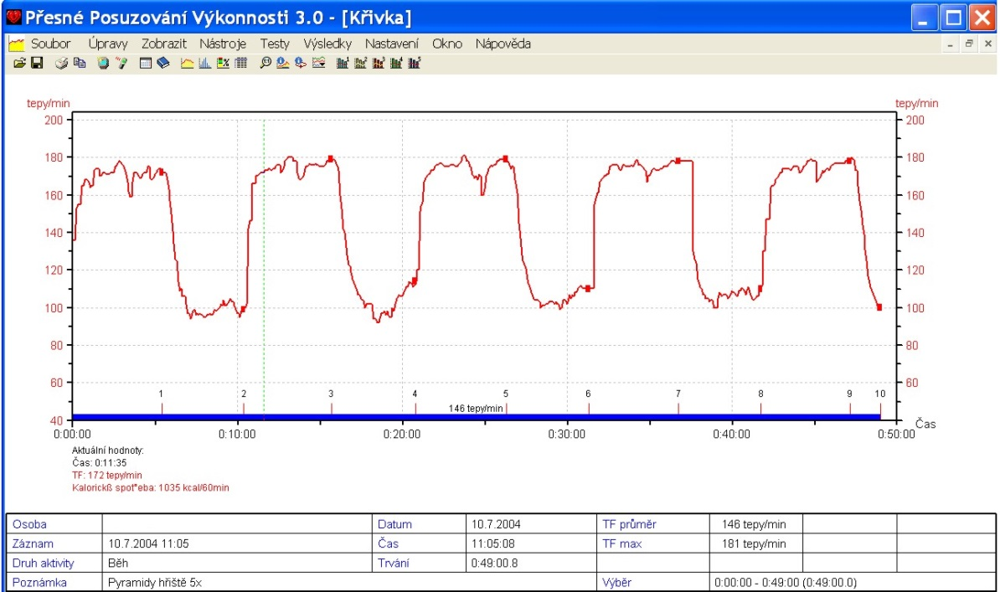 Přesné Posuzování Výkonnosti 3.0 - [Křivka]
Soubor Úpravy Zobrazit Nástroje Testy Výsledky Nastavení Okno Nápověda
tepy/min tepy/min
200 200
180 180
160 160
140 140
120 120
100 100
80 80
60 60
1 2 3 4 5 6 7 8 9 10
146 tepy/min
40
0:00:00 0:10:00 0:20:00 0:30:00 0:40:00 0:50:00 Čas
Aktuální hodnoty:
Čas: 0:11:35
TF: 172 tepy/min
Kalorickß spot°eba: 1035 kcal/60min
Osoba Datum 10.7.2004 TF průměr 146 tepy/min
Záznam 10.7.2004 11:05 Čas 11:05:08 TF max 181 tepy/min
Druh aktivity Běh Trvání 0:49:00.8
Poznámka Pyramidy hřiště 5x Výběr 0:00:00 - 0:49:00 (0:49:00.0)